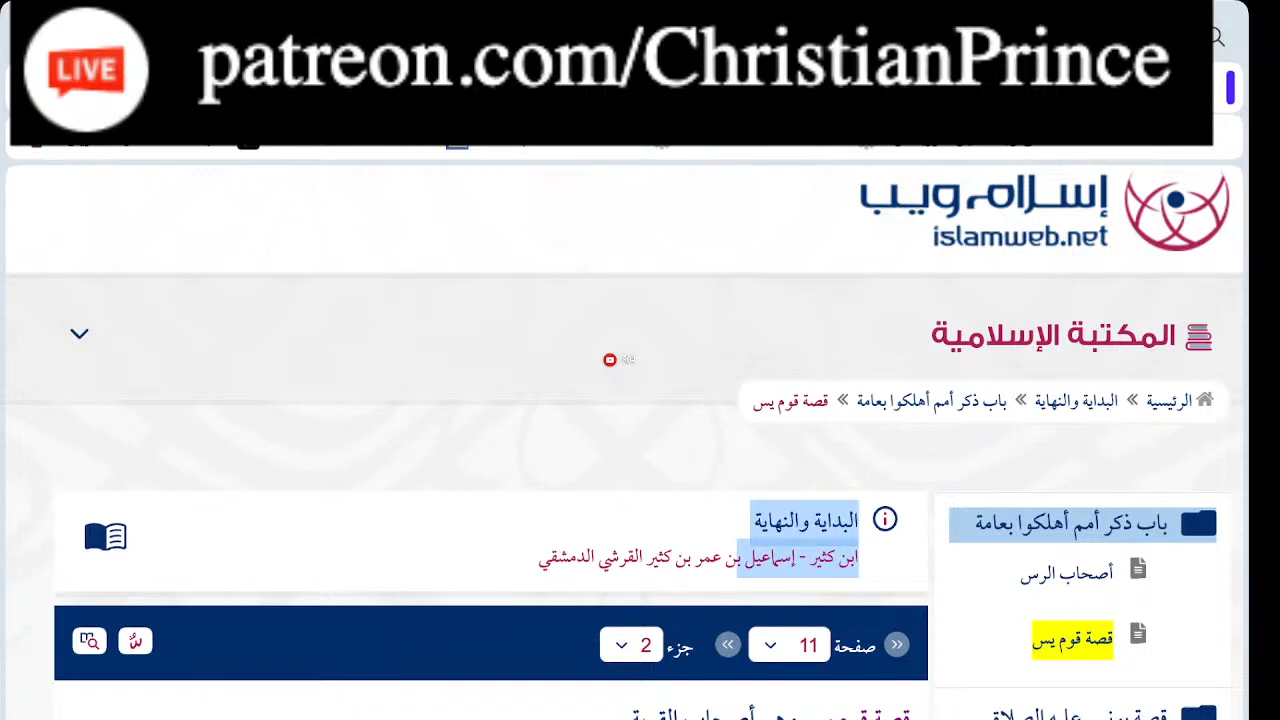 LIVE
patreon.com/ChristianPrince
إسلام ويب
islamweb.net
المكتبة الإسلامية
الرئيسية » البداية والنهاية » باب ذكر أمم أهلكوا بعامة » قصة قوم يس
البداية والنهاية
ابن كثير - إسماعيل بن عمر بن كثير القرشي الدمشقي
صفحة 11 جزء 2
باب ذكر أمم أهلكوا بعامة
أصحاب الرس
قصة قوم يس